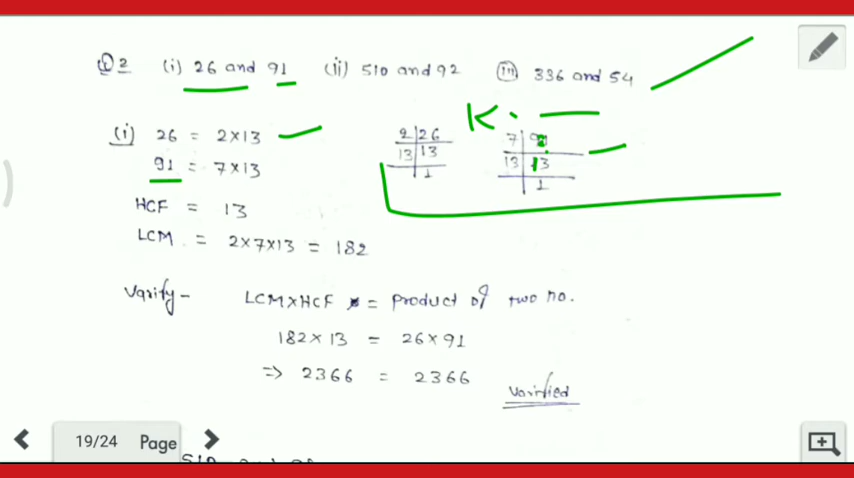 Q2 (i) 26 and 91 (ii) 510 and 92 (iii) 336 and 54
K.
(i) 26 = 2×13
91 = 7×13
2 26
13 13
1
7 91
13 13
1
HCF = 13
LCM = 2×7×13 = 182
Varify - LCM×HCF = Product of two no.
182×13 = 26×91
=> 2366 = 2366
Varified
19/24 Page